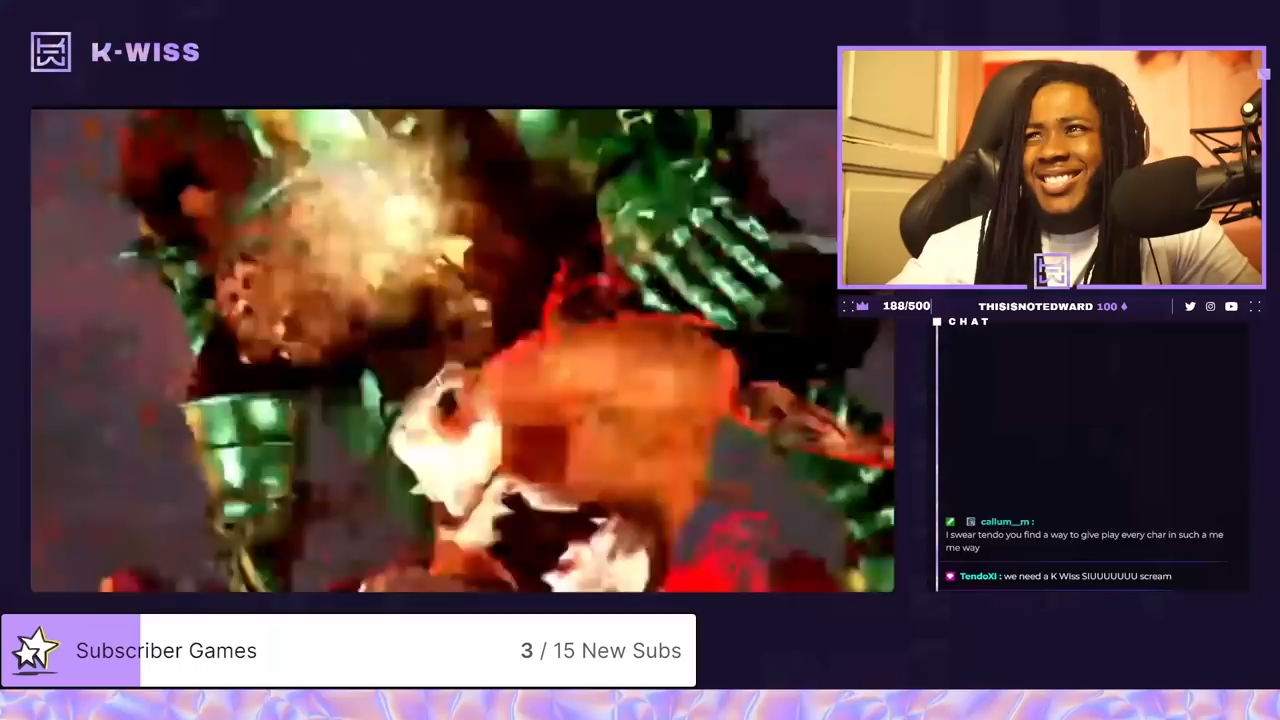 K-WISS
188/500
THISISNOTEDWARD 100
CHAT
callum__m :
I swear tendo you find a way to give play every char in such a me
me way
TendoXI : we need a K WIss SIUUUUUUU scream
Subscriber Games
3 / 15 New Subs